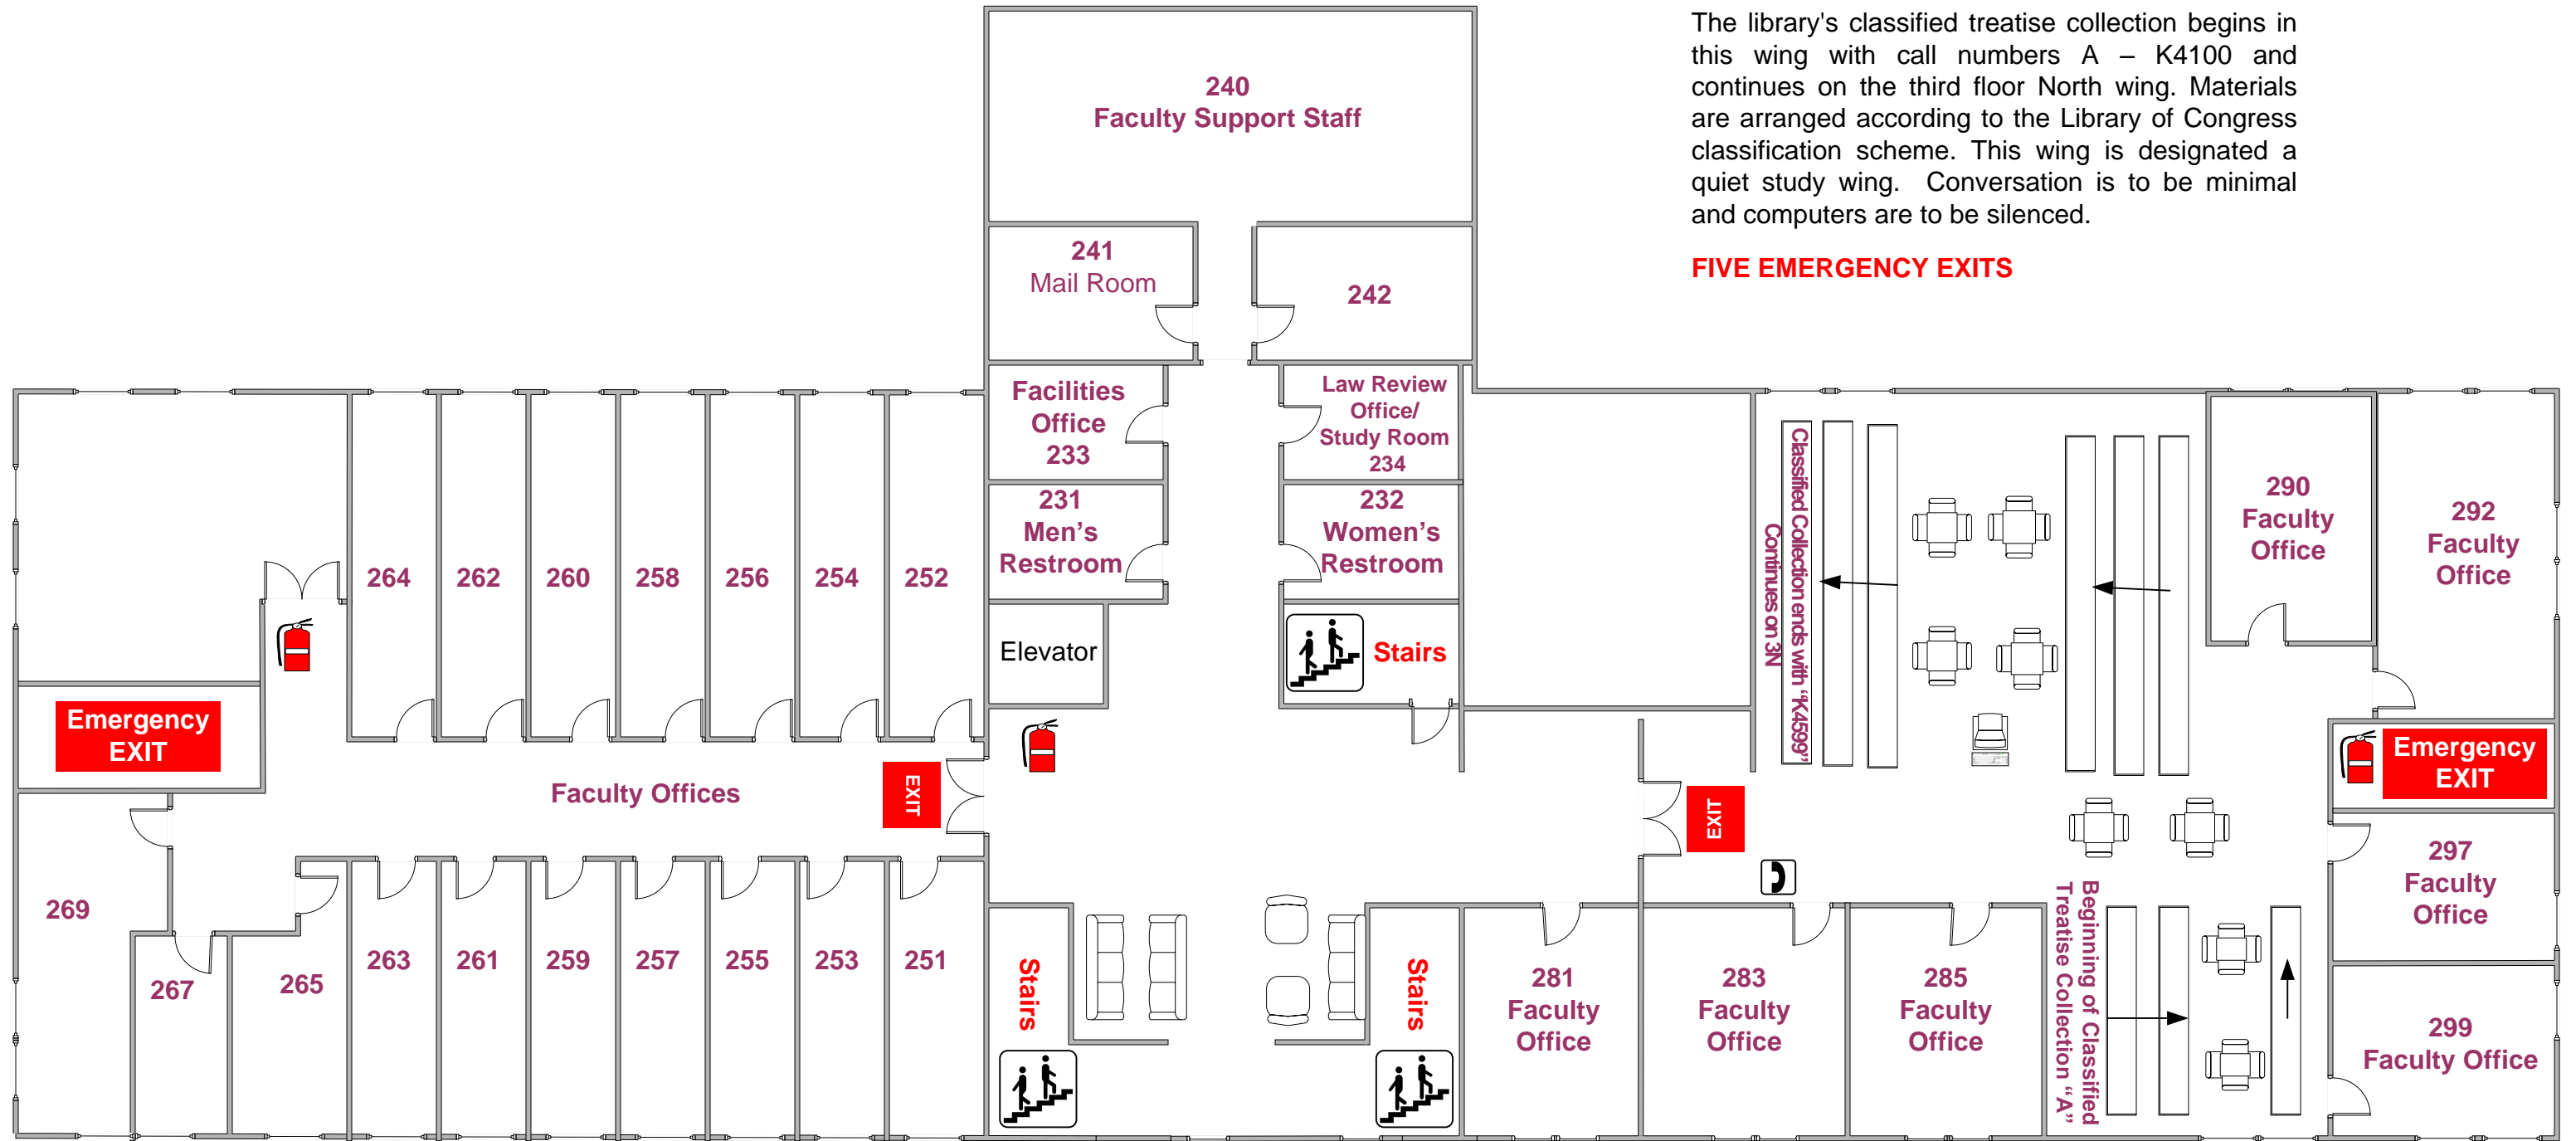 The library's classified treatise collection begins in
this wing with call numbers A – K4100 and
continues on the third floor North wing. Materials
are arranged according to the Library of Congress
classification scheme. This wing is designated a
quiet study wing. Conversation is to be minimal
and computers are to be silenced.
FIVE EMERGENCY EXITS
240
Faculty Support Staff
241
Mail Room
242
Facilities
Office
233
Law Review
Office/
Study Room
234
231
Men's
Restroom
232
Women's
Restroom
Elevator
Stairs
264
262
260
258
256
254
252
Emergency
EXIT
Faculty Offices
EXIT
269
267
265
263
261
259
257
255
253
251
Stairs
Stairs
EXIT
Classified Collection ends with “K4599”
Continues on 3N
290
Faculty
Office
292
Faculty
Office
Emergency
EXIT
297
Faculty
Office
299
Faculty Office
281
Faculty
Office
283
Faculty
Office
285
Faculty
Office
Beginning of Classified
Treatise Collection “A”